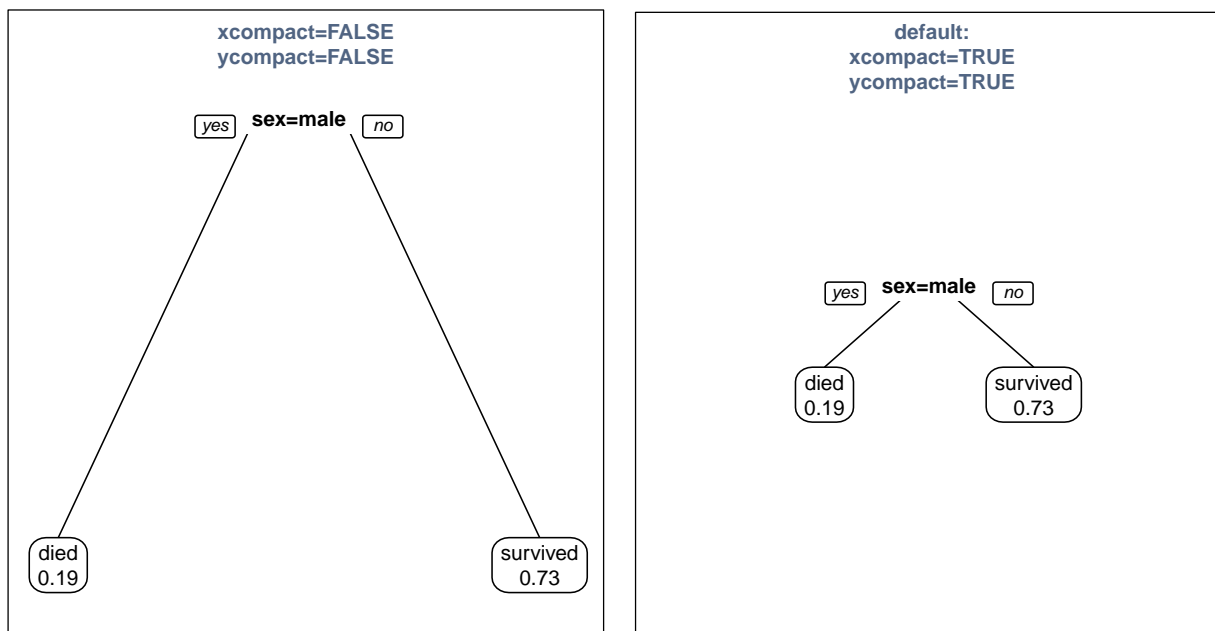 xcompact=FALSE
ycompact=FALSE
yes sex=male no
died
0.19
survived
0.73
default:
xcompact=TRUE
ycompact=TRUE
yes sex=male no
died
0.19
survived
0.73